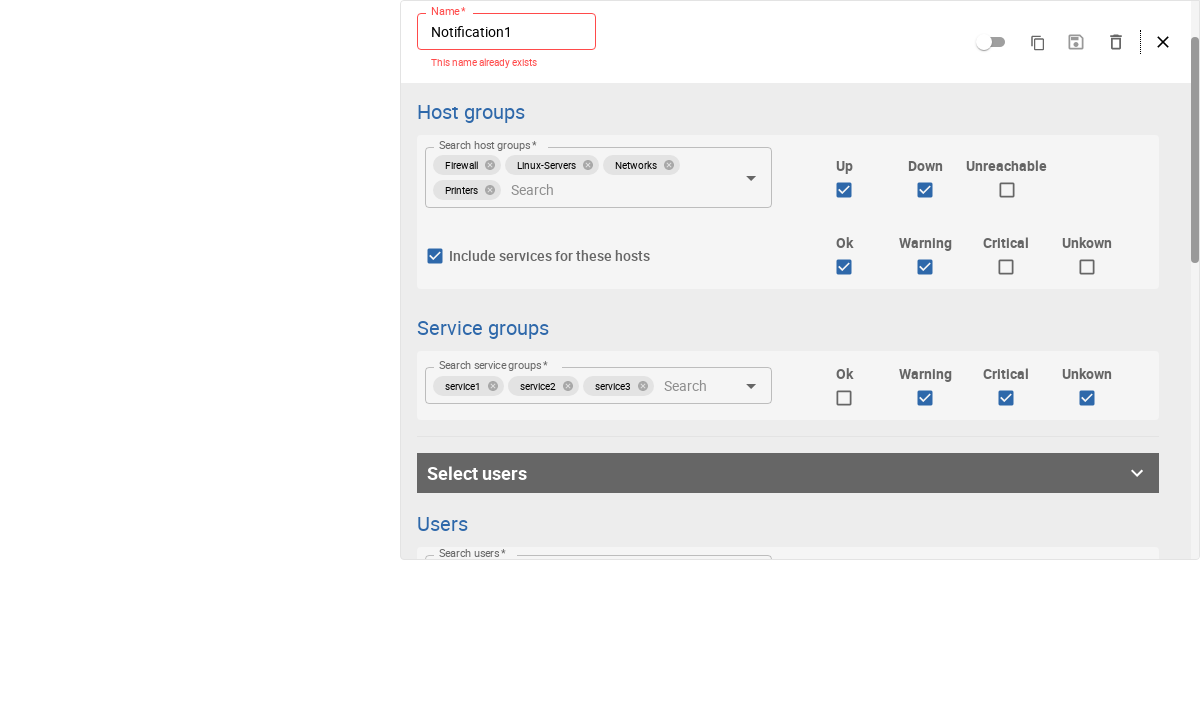 Name *
Notification1
This name already exists
Host groups
Search host groups *
Firewall Linux-Servers Networks
Printers Search
Up Down Unreachable
Include services for these hosts
Ok Warning Critical Unkown
Service groups
Search service groups *
service1 service2 service3 Search
Ok Warning Critical Unkown
Select users
Users
Search users *